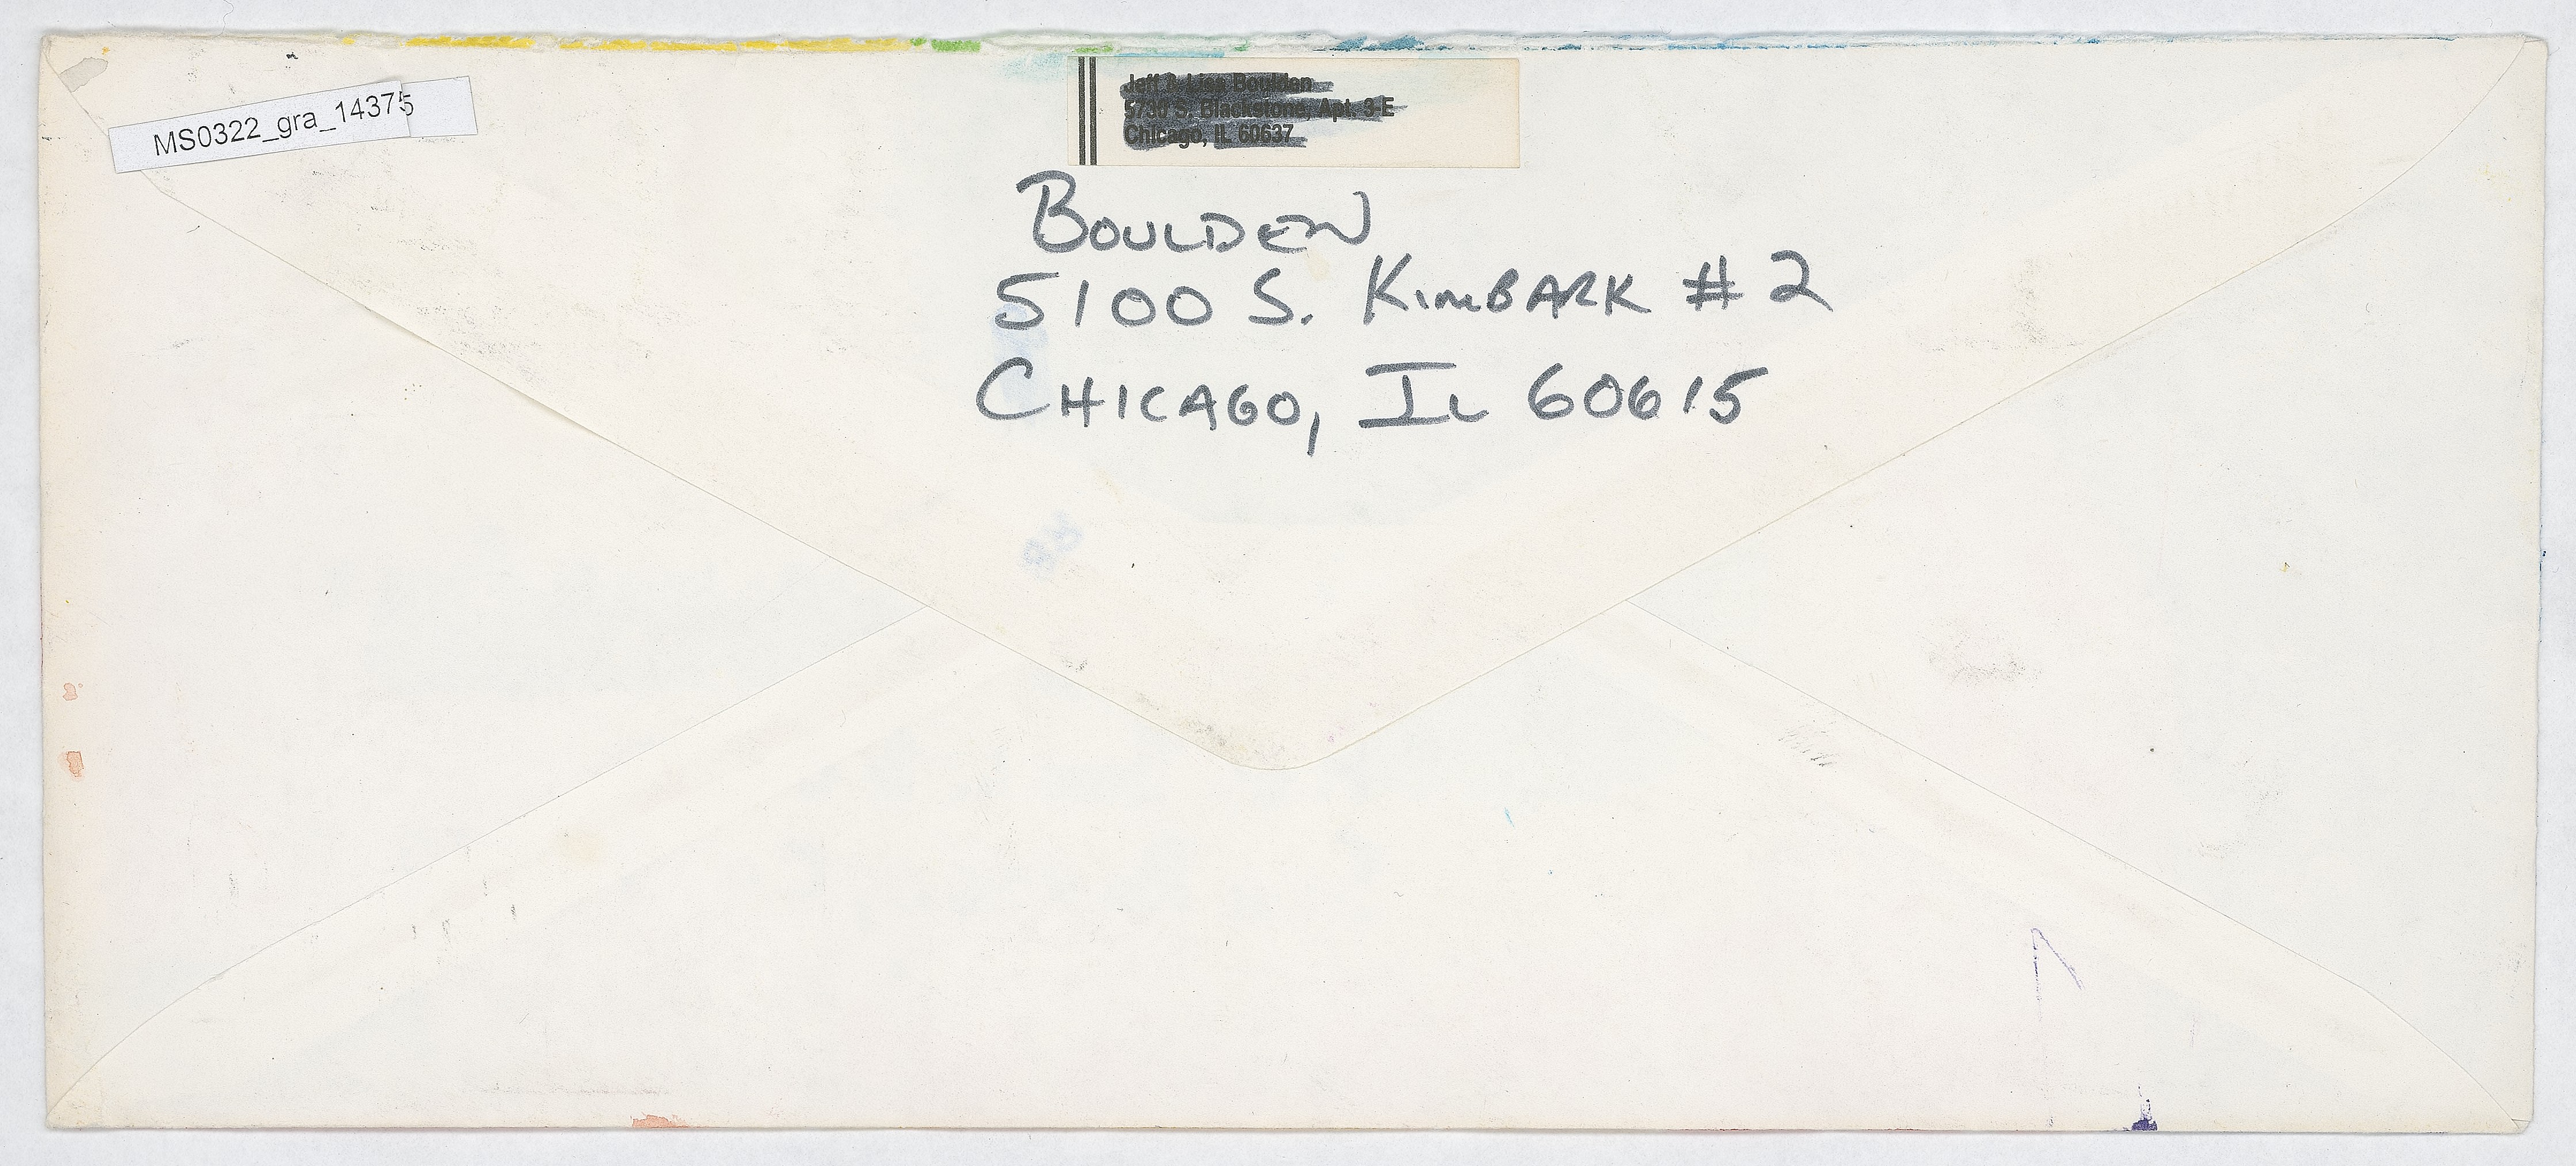 MS0322_gra_14375
Jeff & Lisa Boulden
5730 S. Blackstone, Apt. 3-E
Chicago, IL 60637
BOULDEN
5100 S. KIMBARK # 2
CHICAGO, IL 60615